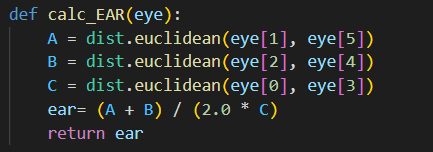 def calc_EAR(eye):
    A = dist.euclidean(eye[1], eye[5])
    B = dist.euclidean(eye[2], eye[4])
    C = dist.euclidean(eye[0], eye[3])
    ear= (A + B) / (2.0 * C)
    return ear